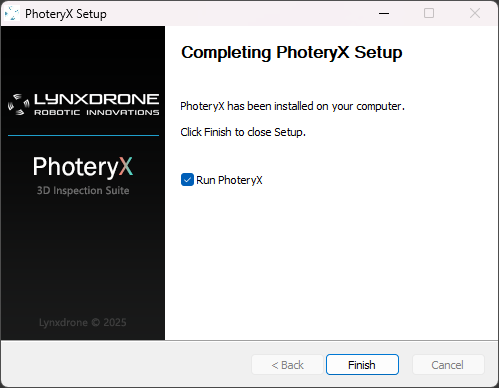 PhoteryX Setup
LYNXDRONE
ROBOTIC INNOVATIONS
PhoteryX
3D Inspection Suite
Lynxdrone © 2025
Completing PhoteryX Setup
PhoteryX has been installed on your computer.
Click Finish to close Setup.
Run PhoteryX
< Back
Finish
Cancel